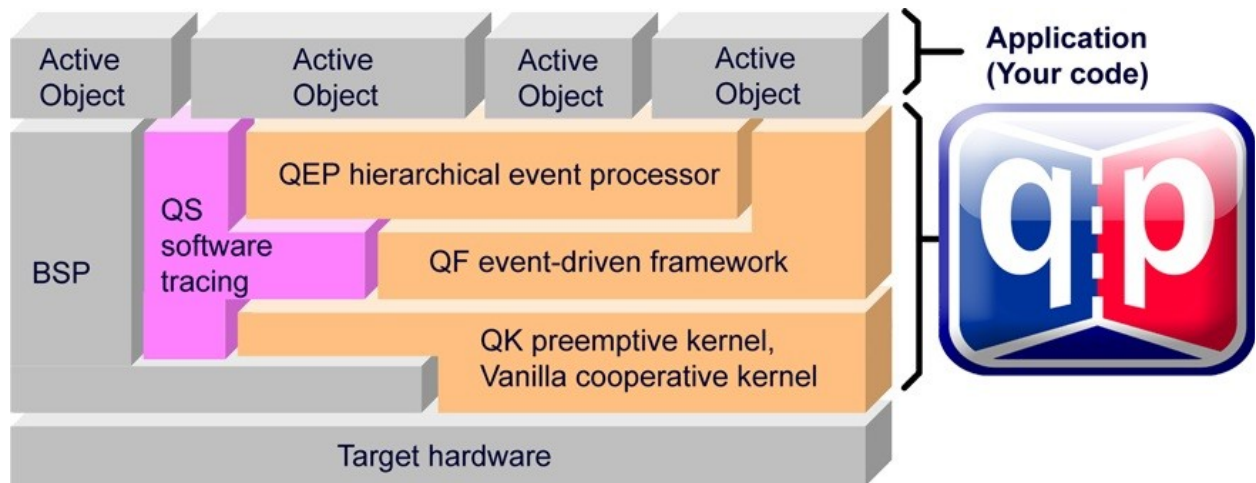 Active
Object
Active
Object
Active
Object
Active
Object
Application
(Your code)
QEP hierarchical event processor
QS
software
tracing
BSP
QF event-driven framework
QK preemptive kernel,
Vanilla cooperative kernel
Target hardware
qp